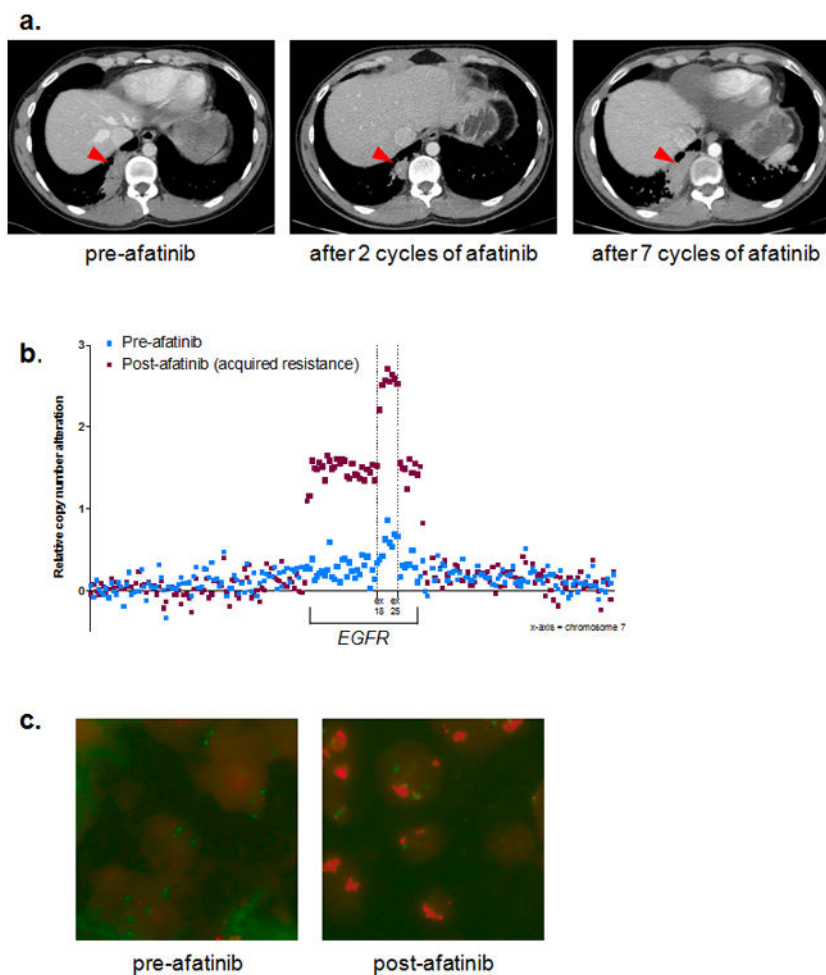 a.
pre-afatinib
after 2 cycles of afatinib
after 7 cycles of afatinib
b.
Pre-afatinib
Post-afatinib (acquired resistance)
Relative copy number alteration
3
2
1
0
ex
18
ex
25
EGFR
x-axis = chromosome 7
c.
pre-afatinib
post-afatinib